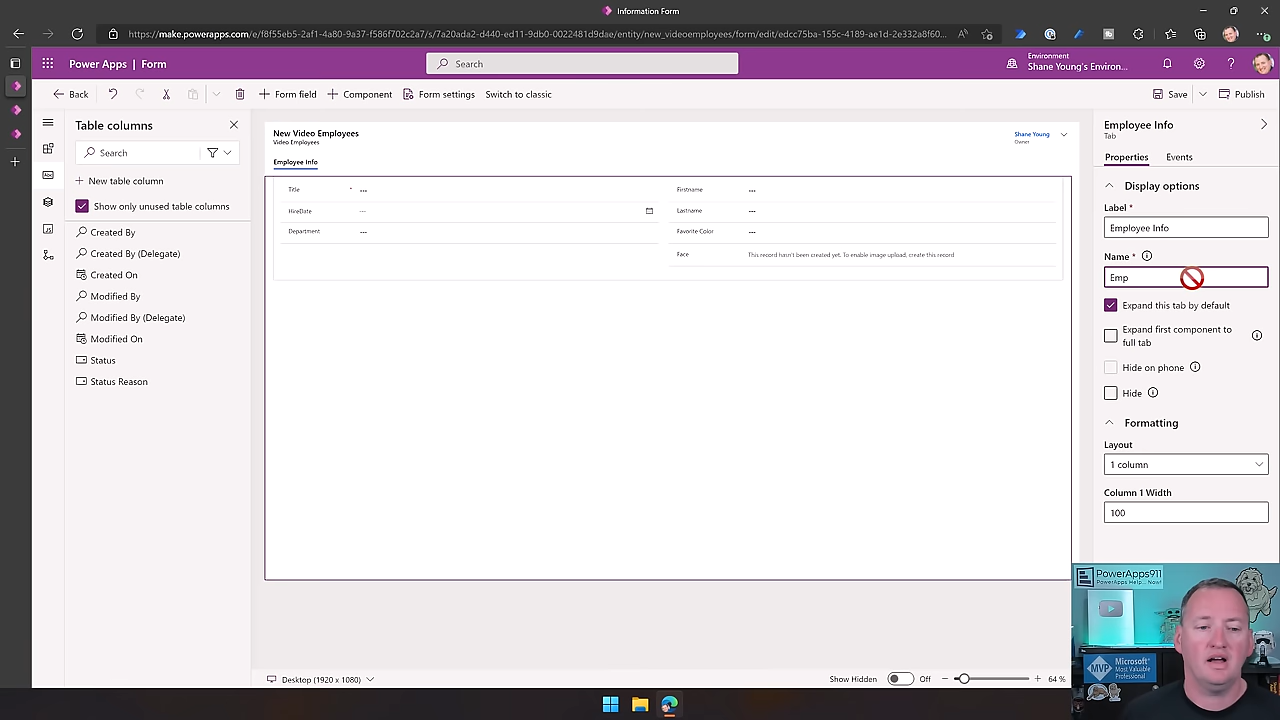 Information Form
https://make.powerapps.com/e/f8f55eb5-2af1-4a80-9a37-f586f702c2a7/s/7a20ada2-d440-ed11-9db0-0022481d9dae/entity/new_videoemployees/form/edit/edcc75ba-155c-4189-ae1d-2e332a8f60...
Power Apps | Form
Search
Environment
Shane Young's Environ...
Back
Form field
Component
Form settings
Switch to classic
Save
Publish
Table columns
Search
New table column
Show only unused table columns
Created By
Created By (Delegate)
Created On
Modified By
Modified By (Delegate)
Modified On
Status
Status Reason
New Video Employees
Video Employees
Shane Young
Owner
Employee Info
Title * ---
Firstname ---
HireDate ---
Lastname ---
Department ---
Favorite Color ---
Face This record hasn't been created yet. To enable image upload, create this record
Desktop (1920 x 1080)
Show Hidden Off
64 %
Employee Info
Tab
Properties Events
Display options
Label *
Employee Info
Name *
Emp
Expand this tab by default
Expand first component to
full tab
Hide on phone
Hide
Formatting
Layout
1 column
Column 1 Width
100
PowerApps911
PowerApps Help... Now!
MVP
Microsoft
Most Valuable
Professional